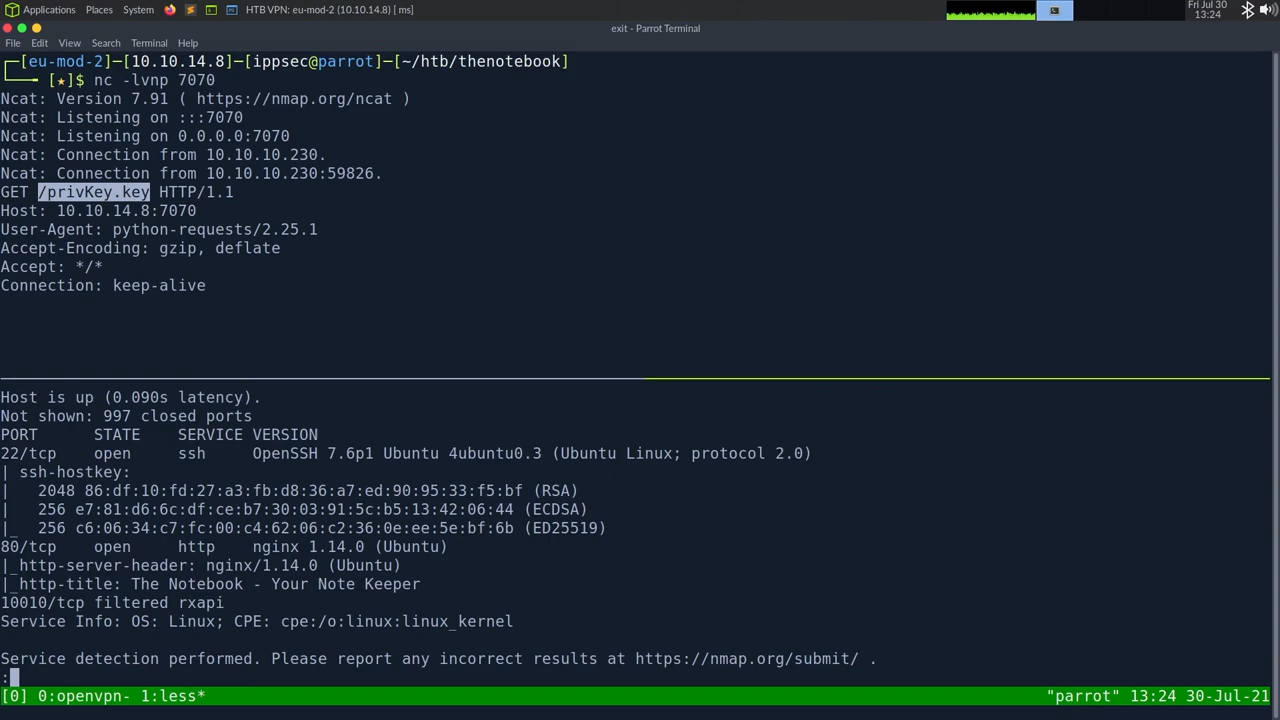 Applications Places System HTB VPN: eu-mod-2 (10.10.14.8) [ ms] Fri Jul 30
13:24
exit - Parrot Terminal
File Edit View Search Terminal Help
┌─[eu-mod-2]─[10.10.14.8]─[ippsec@parrot]─[~/htb/thenotebook]
└──╼ [★]$ nc -lvnp 7070
Ncat: Version 7.91 ( https://nmap.org/ncat )
Ncat: Listening on :::7070
Ncat: Listening on 0.0.0.0:7070
Ncat: Connection from 10.10.10.230.
Ncat: Connection from 10.10.10.230:59826.
GET /privKey.key HTTP/1.1
Host: 10.10.14.8:7070
User-Agent: python-requests/2.25.1
Accept-Encoding: gzip, deflate
Accept: */*
Connection: keep-alive
Host is up (0.090s latency).
Not shown: 997 closed ports
PORT      STATE    SERVICE VERSION
22/tcp    open     ssh     OpenSSH 7.6p1 Ubuntu 4ubuntu0.3 (Ubuntu Linux; protocol 2.0)
| ssh-hostkey:
|   2048 86:df:10:fd:27:a3:fb:d8:36:a7:ed:90:95:33:f5:bf (RSA)
|   256 e7:81:d6:6c:df:ce:b7:30:03:91:5c:b5:13:42:06:44 (ECDSA)
|_  256 c6:06:34:c7:fc:00:c4:62:06:c2:36:0e:ee:5e:bf:6b (ED25519)
80/tcp    open     http    nginx 1.14.0 (Ubuntu)
|_http-server-header: nginx/1.14.0 (Ubuntu)
|_http-title: The Notebook - Your Note Keeper
10010/tcp filtered rxapi
Service Info: OS: Linux; CPE: cpe:/o:linux:linux_kernel
Service detection performed. Please report any incorrect results at https://nmap.org/submit/ .
:
[0] 0:openvpn- 1:less* "parrot" 13:24 30-Jul-21